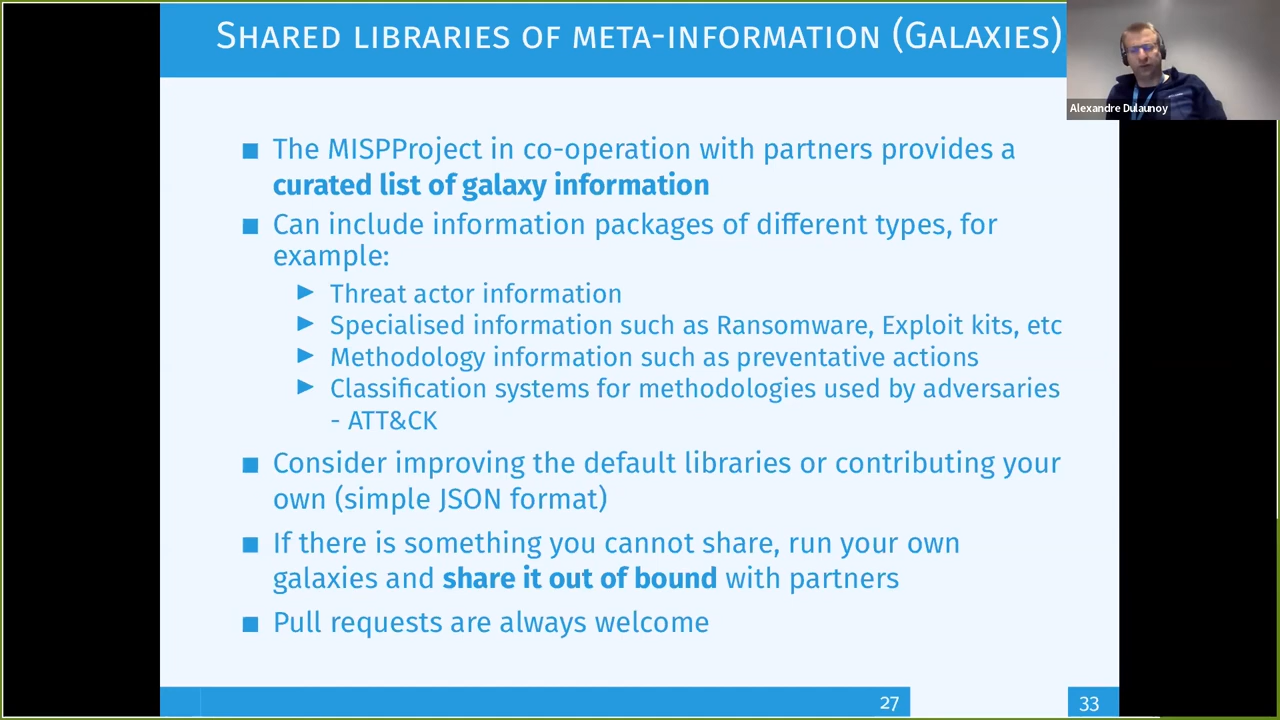 SHARED LIBRARIES OF META-INFORMATION (GALAXIES)
Alexandre Dulaunoy
The MISPProject in co-operation with partners provides a
curated list of galaxy information
Can include information packages of different types, for
example:
Threat actor information
Specialised information such as Ransomware, Exploit kits, etc
Methodology information such as preventative actions
Classification systems for methodologies used by adversaries
- ATT&CK
Consider improving the default libraries or contributing your
own (simple JSON format)
If there is something you cannot share, run your own
galaxies and share it out of bound with partners
Pull requests are always welcome
27
33